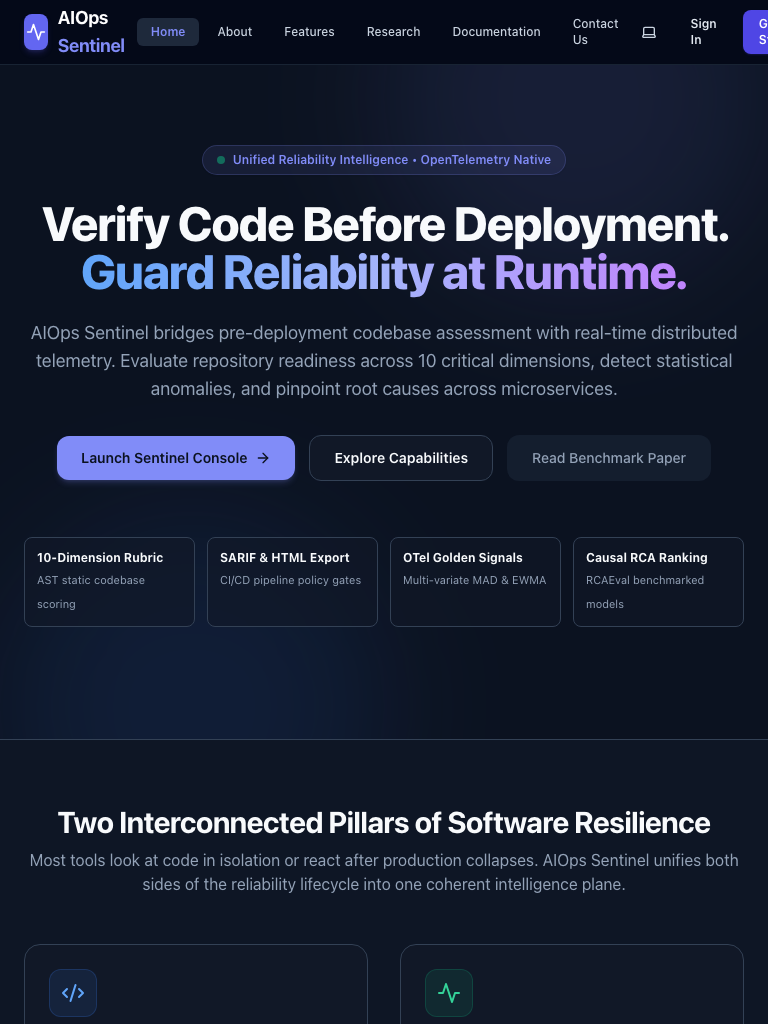 AIOps
Sentinel
Home
About
Features
Research
Documentation
Contact
Us
Sign
In
Unified Reliability Intelligence • OpenTelemetry Native
Verify Code Before Deployment.
Guard Reliability at Runtime.
AIOps Sentinel bridges pre-deployment codebase assessment with real-time distributed
telemetry. Evaluate repository readiness across 10 critical dimensions, detect statistical
anomalies, and pinpoint root causes across microservices.
Launch Sentinel Console →
Explore Capabilities
Read Benchmark Paper
10-Dimension Rubric
AST static codebase
scoring
SARIF & HTML Export
CI/CD pipeline policy gates
OTel Golden Signals
Multi-variate MAD & EWMA
Causal RCA Ranking
RCAEval benchmarked
models
Two Interconnected Pillars of Software Resilience
Most tools look at code in isolation or react after production collapses. AIOps Sentinel unifies both
sides of the reliability lifecycle into one coherent intelligence plane.